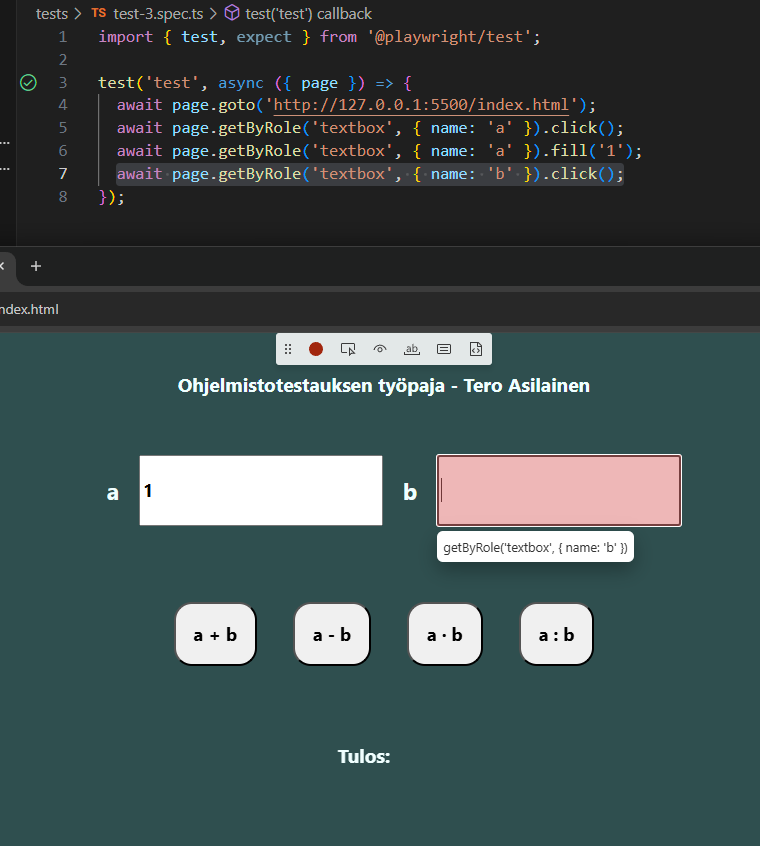 tests > TS test-3.spec.ts > test('test') callback
1 import { test, expect } from '@playwright/test';
2
3 test('test', async ({ page }) => {
4 await page.goto('http://127.0.0.1:5500/index.html');
5 await page.getByRole('textbox', { name: 'a' }).click();
6 await page.getByRole('textbox', { name: 'a' }).fill('1');
7 await page.getByRole('textbox', { name: 'b' }).click();
8 });
ndex.html
ab
Ohjelmistotestauksen työpaja - Tero Asilainen
a 1 b
getByRole('textbox', { name: 'b' })
a + b a - b a · b a : b
Tulos: